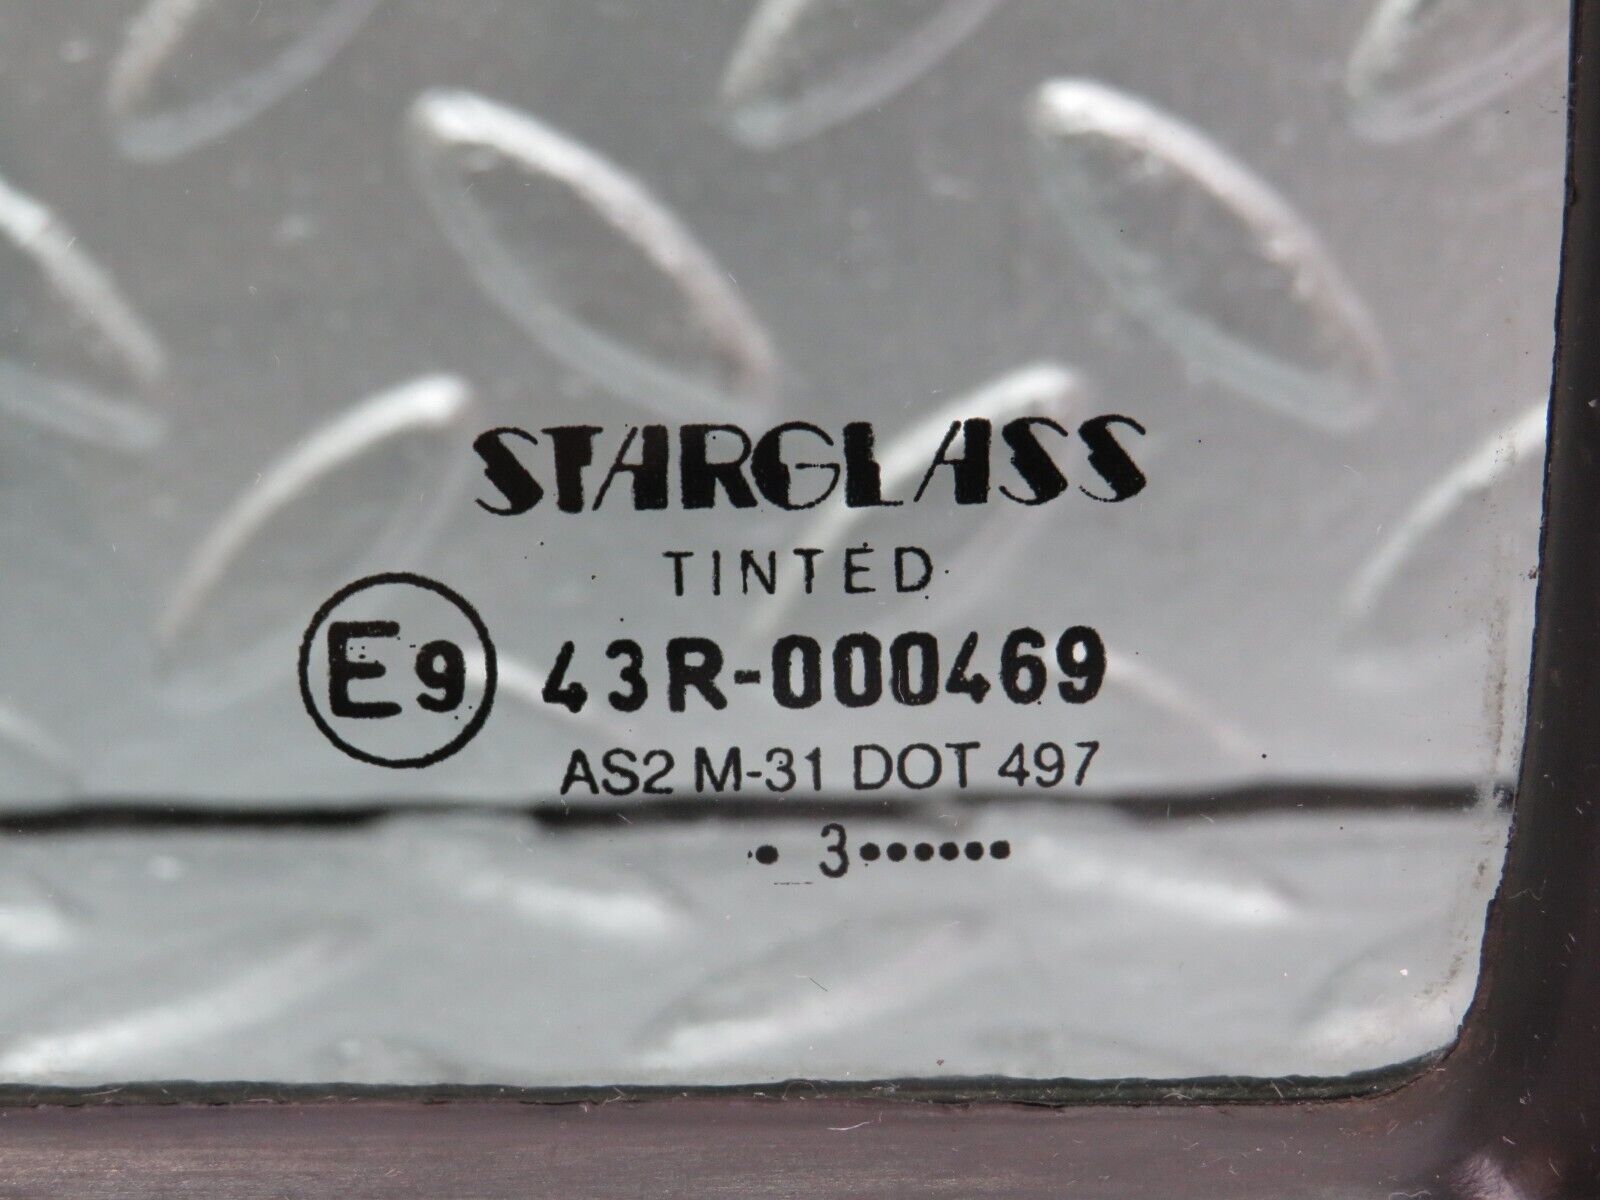 STARGLASS
TINTED
E9 43R-000469
AS2 M-31 DOT 497
• 3••••••